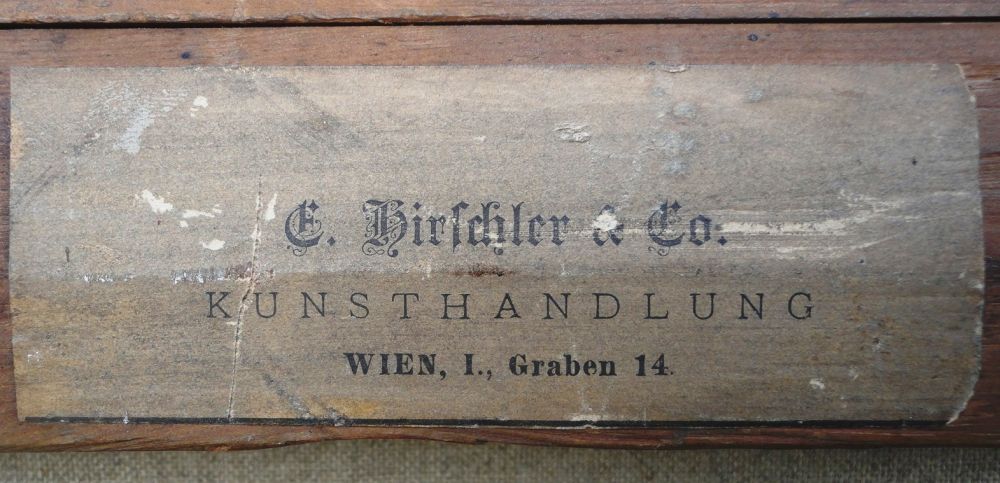 E. Hirſchler & Co.
KUNSTHANDLUNG
WIEN, I., Graben 14.